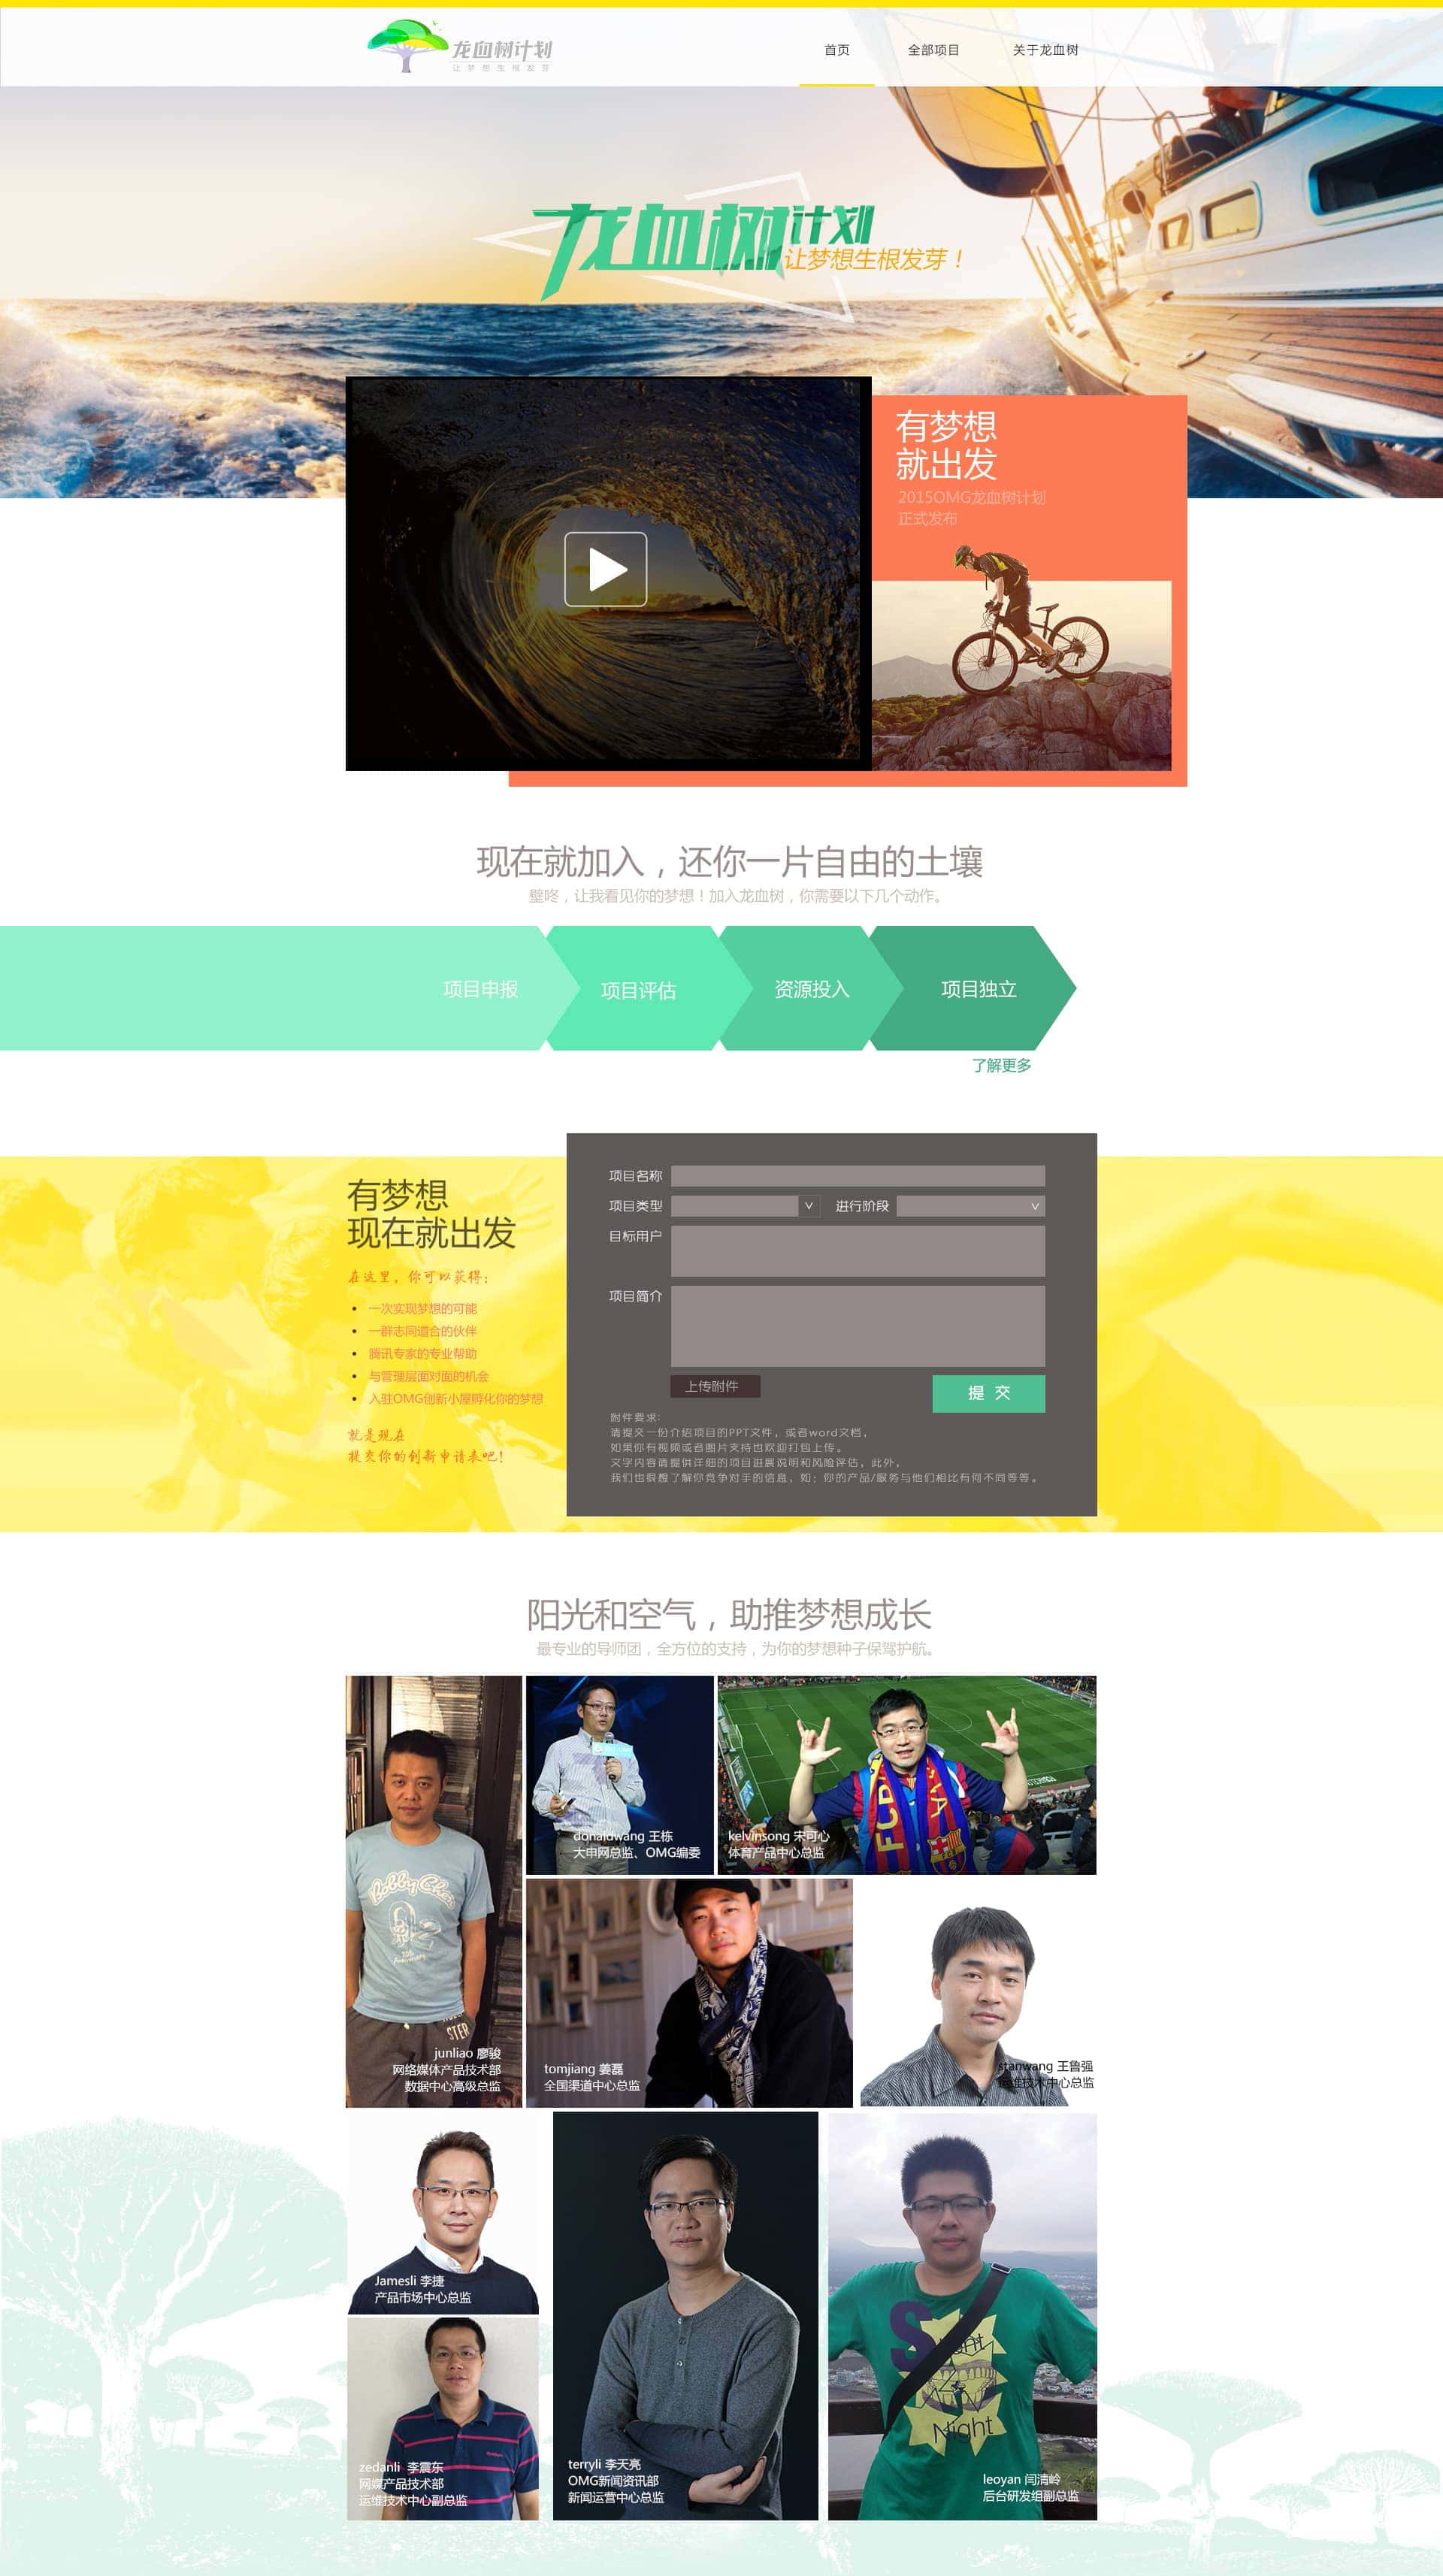 龙血树计划
让梦想生根发芽
首页
全部项目
关于龙血树
龙血树计划
让梦想生根发芽！
有梦想
就出发
2015OMG龙血树计划
正式发布
现在就加入，还你一片自由的土壤
壁咚，让我看见你的梦想！加入龙血树，你需要以下几个动作。
项目申报
项目评估
资源投入
项目独立
了解更多
有梦想
现在就出发
在这里，你可以获得：
一次实现梦想的可能
一群志同道合的伙伴
腾讯专家的专业帮助
与管理层面对面的机会
入驻OMG创新小屋孵化你的梦想
就是现在
提交你的创新申请表吧！
项目名称
项目类型
进行阶段
目标用户
项目简介
上传附件
提 交
附件要求：
请提交一份介绍项目的PPT文件，或者word文档，
如果你有视频或者图片支持也欢迎打包上传。
文字内容请提供详细的项目进展说明和风险评估，此外，
我们也很想了解你竞争对手的信息，如：你的产品/服务与他们相比有何不同等等。
阳光和空气，助推梦想成长
最专业的导师团，全方位的支持，为你的梦想种子保驾护航。
donaldwang 王栋
大申网总监、OMG编委
FCB
kelvinsong 宋可心
体育产品中心总监
Bobby Chan
junliao 廖骏
网络媒体产品技术部
数据中心高级总监
tomjiang 姜磊
全国渠道中心总监
stanwang 王鲁强
运维技术中心总监
Jamesli 李捷
产品市场中心总监
zedanli 李震东
网媒产品技术部
运维技术中心副总监
terryli 李天亮
OMG新闻资讯部
新闻运营中心总监
Night
leoyan 闫清岭
后台研发组副总监